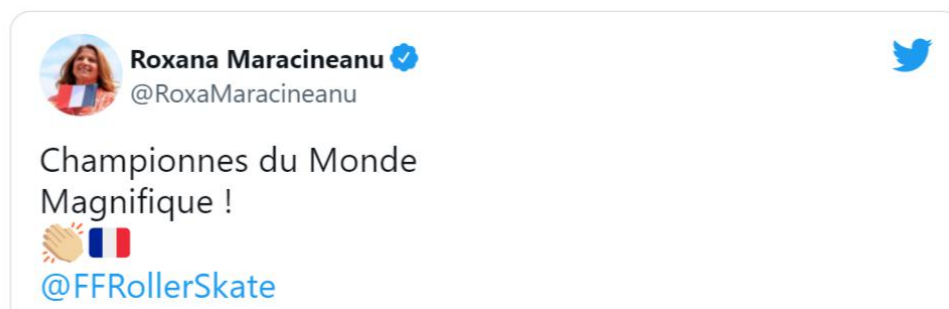 Roxana Maracineanu
@RoxaMaracineanu
Championnes du Monde
Magnifique !
👏🏼🇫🇷
@FFRollerSkate